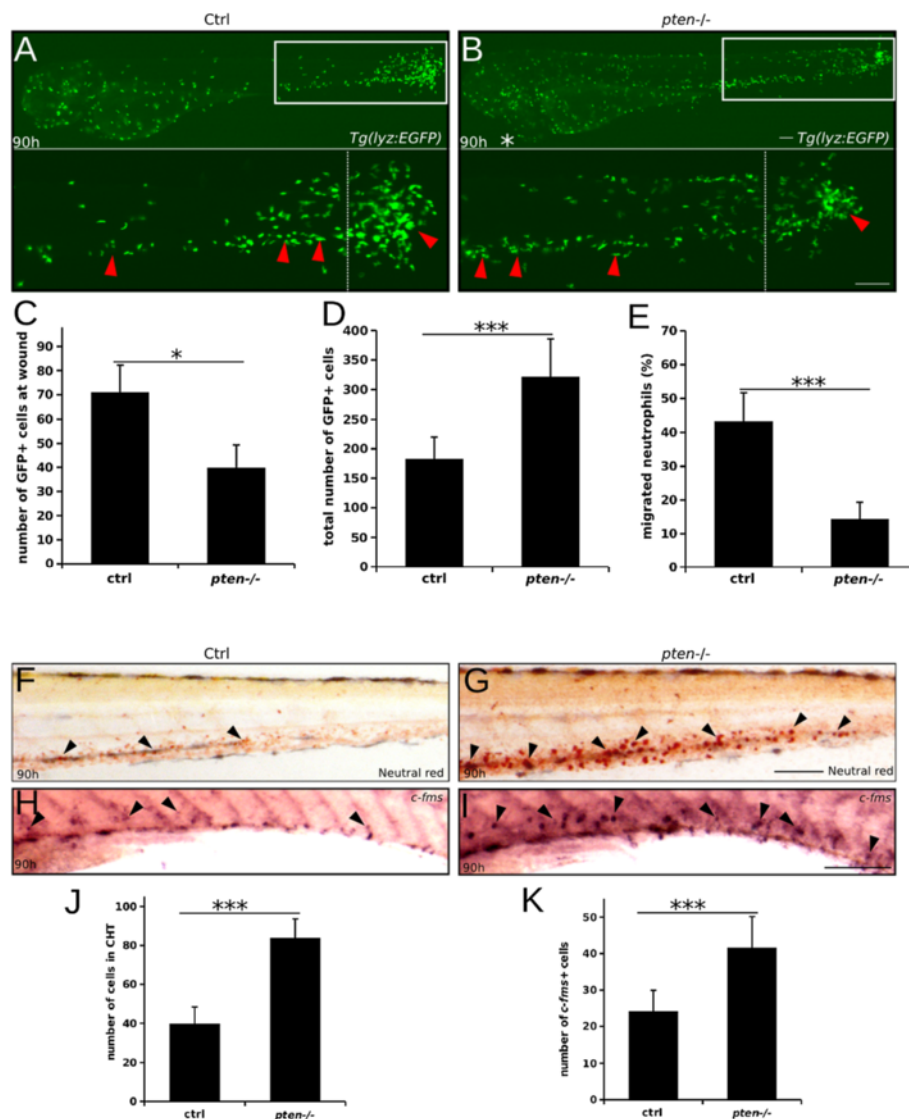 Ctrl
pten-/-
A
B
90h
Tg(lyz:EGFP)
90h
*
Tg(lyz:EGFP)
C
D
E
number of GFP+ cells at wound
90
80
70
60
50
40
30
20
10
0
*
ctrl
pten-/-
total number of GFP+ cells
400
350
300
250
200
150
100
50
0
***
ctrl
pten-/-
migrated neutrophils (%)
70
60
50
40
30
20
10
0
***
ctrl
pten-/-
Ctrl
pten-/-
F
90h
Neutral red
G
90h
Neutral red
H
c-fms
90h
I
c-fms
90h
J
number of cells in CHT
100
80
60
40
20
0
***
ctrl
pten-/-
K
number of c-fms+ cells
50
40
30
20
10
0
***
ctrl
pten-/-